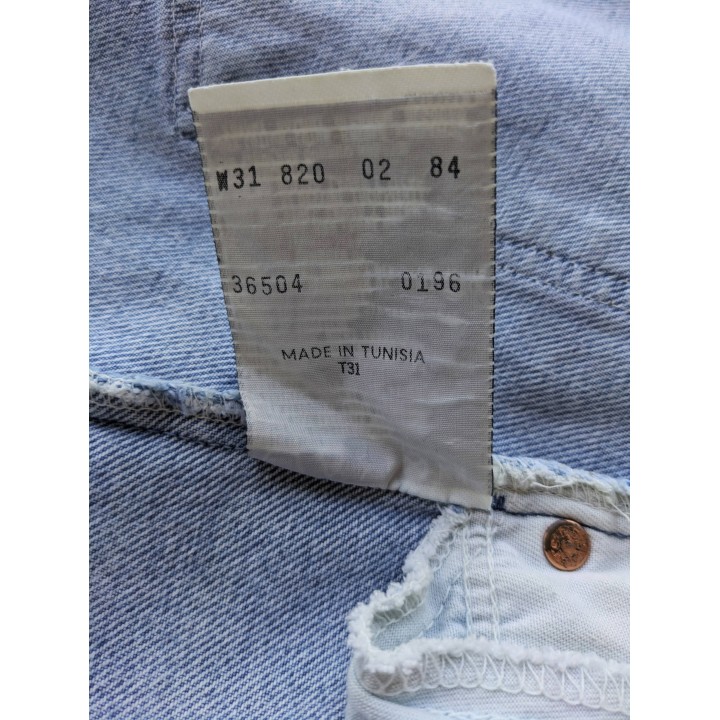 W31 820 02 84
36504 0196
MADE IN TUNISIA
T31